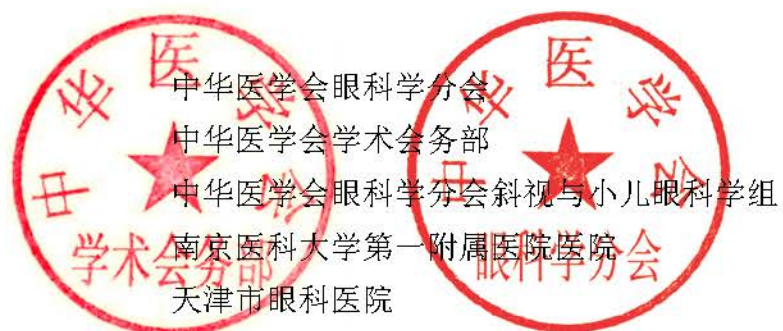 中华医学会眼科学分会
中华医学会学术会务部
中华医学会眼科学分会斜视与小儿眼科学组
南京医科大学第一附属医院医院
天津市眼科医院
中华医学会
学术会务部
中华医学会
眼科学分会